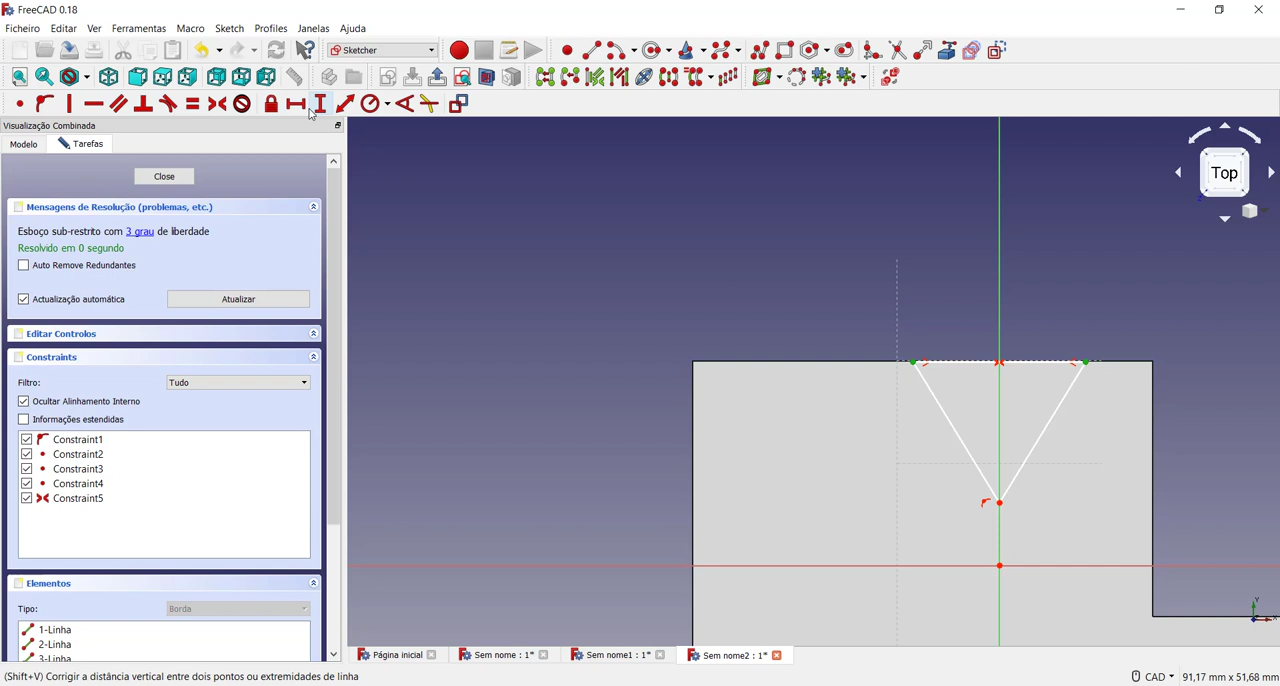 FreeCAD 0.18
Ficheiro Editar Ver Ferramentas Macro Sketch Profiles Janelas Ajuda
Sketcher
Visualização Combinada
Modelo Tarefas
Close
Mensagens de Resolução (problemas, etc.)
Esboço sub-restrito com 3 grau de liberdade
Resolvido em 0 segundo
Auto Remove Redundantes
Actualização automática Atualizar
Editar Controlos
Constraints
Filtro: Tudo
Ocultar Alinhamento Interno
Informações estendidas
Constraint1
Constraint2
Constraint3
Constraint4
Constraint5
Elementos
Tipo: Borda
1-Linha
2-Linha
3-Linha
Top
Z
Y
X
Página inicial Sem nome : 1* Sem nome1 : 1* Sem nome2 : 1*
(Shift+V) Corrigir a distância vertical entre dois pontos ou extremidades de linha CAD 91,17 mm x 51,68 mm